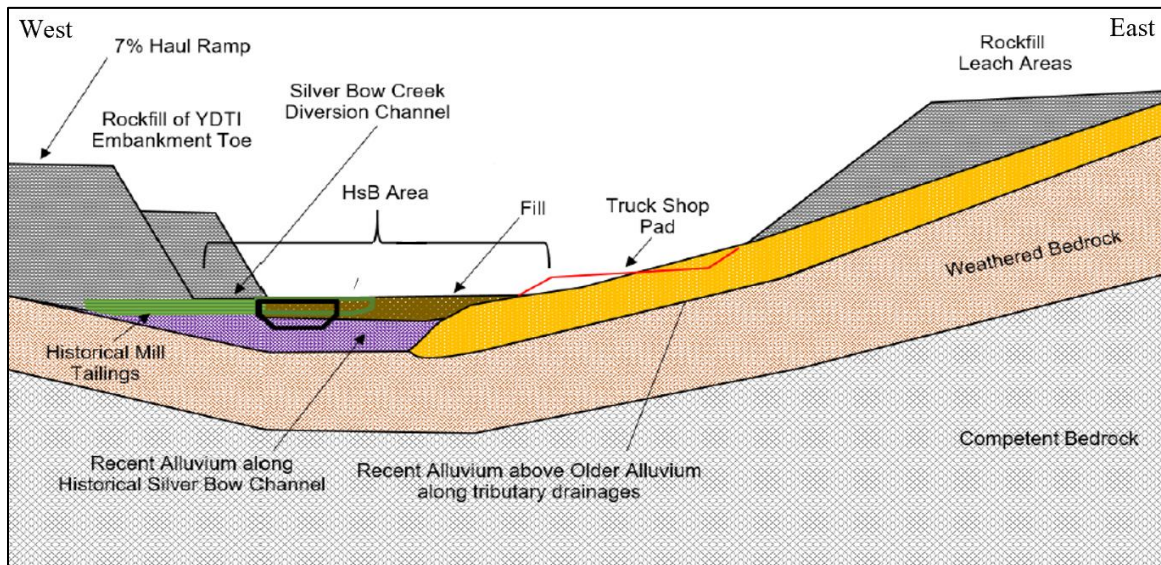 West
East
7% Haul Ramp
Rockfill
Leach Areas
Silver Bow Creek
Diversion Channel
Rockfill of YDTI
Embankment Toe
HsB Area
Fill
Truck Shop
Pad
Weathered Bedrock
Historical Mill
Tailings
Recent Alluvium along
Historical Silver Bow Channel
Recent Alluvium above Older Alluvium
along tributary drainages
Competent Bedrock